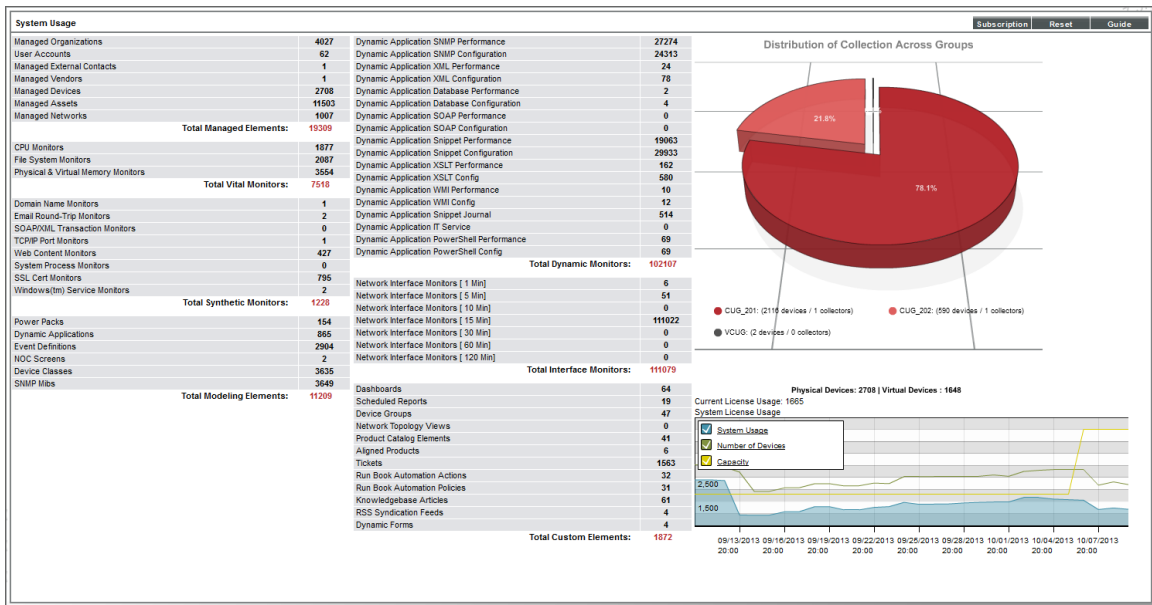 System Usage
Subscription Reset Guide
Managed Organizations 4027
User Accounts 62
Managed External Contacts 1
Managed Vendors 1
Managed Devices 2708
Managed Assets 11503
Managed Networks 1007
Total Managed Elements: 19309
CPU Monitors 1877
File System Monitors 2087
Physical & Virtual Memory Monitors 3554
Total Vital Monitors: 7518
Domain Name Monitors 1
Email Round-Trip Monitors 2
SOAP/XML Transaction Monitors 0
TCP/IP Port Monitors 1
Web Content Monitors 427
System Process Monitors 0
SSL Cert Monitors 795
Windows(tm) Service Monitors 2
Total Synthetic Monitors: 1228
Power Packs 154
Dynamic Applications 865
Event Definitions 2904
NOC Screens 2
Device Classes 3635
SNMP Mibs 3649
Total Modeling Elements: 11209
Dynamic Application SNMP Performance 27274
Dynamic Application SNMP Configuration 24313
Dynamic Application XML Performance 24
Dynamic Application XML Configuration 78
Dynamic Application Database Performance 2
Dynamic Application Database Configuration 4
Dynamic Application SOAP Performance 0
Dynamic Application SOAP Configuration 0
Dynamic Application Snippet Performance 19063
Dynamic Application Snippet Configuration 29933
Dynamic Application XSLT Performance 162
Dynamic Application XSLT Config 580
Dynamic Application WMI Performance 10
Dynamic Application WMI Config 12
Dynamic Application Snippet Journal 514
Dynamic Application IT Service 0
Dynamic Application PowerShell Performance 69
Dynamic Application PowerShell Config 69
Total Dynamic Monitors: 102107
Network Interface Monitors [ 1 Min] 6
Network Interface Monitors [ 5 Min] 51
Network Interface Monitors [ 10 Min] 0
Network Interface Monitors [ 15 Min] 111022
Network Interface Monitors [ 30 Min] 0
Network Interface Monitors [ 60 Min] 0
Network Interface Monitors [ 120 Min] 0
Total Interface Monitors: 111079
Dashboards 64
Scheduled Reports 19
Device Groups 47
Network Topology Views 0
Product Catalog Elements 41
Aligned Products 6
Tickets 1563
Run Book Automation Actions 32
Run Book Automation Policies 31
Knowledgebase Articles 61
RSS Syndication Feeds 4
Dynamic Forms 4
Total Custom Elements: 1872
Distribution of Collection Across Groups
21.8%
78.1%
CUG_201: (2116 devices / 1 collectors) CUG_202: (590 devices / 1 collectors)
VCUG: (2 devices / 0 collectors)
Physical Devices: 2708 | Virtual Devices : 1648
Current License Usage: 1665
System License Usage
System Usage
Number of Devices
Capacity
2,500
1,500
09/13/2013 09/16/2013 09/19/2013 09/22/2013 09/25/2013 09/28/2013 10/01/2013 10/04/2013 10/07/2013
20:00 20:00 20:00 20:00 20:00 20:00 20:00 20:00 20:00